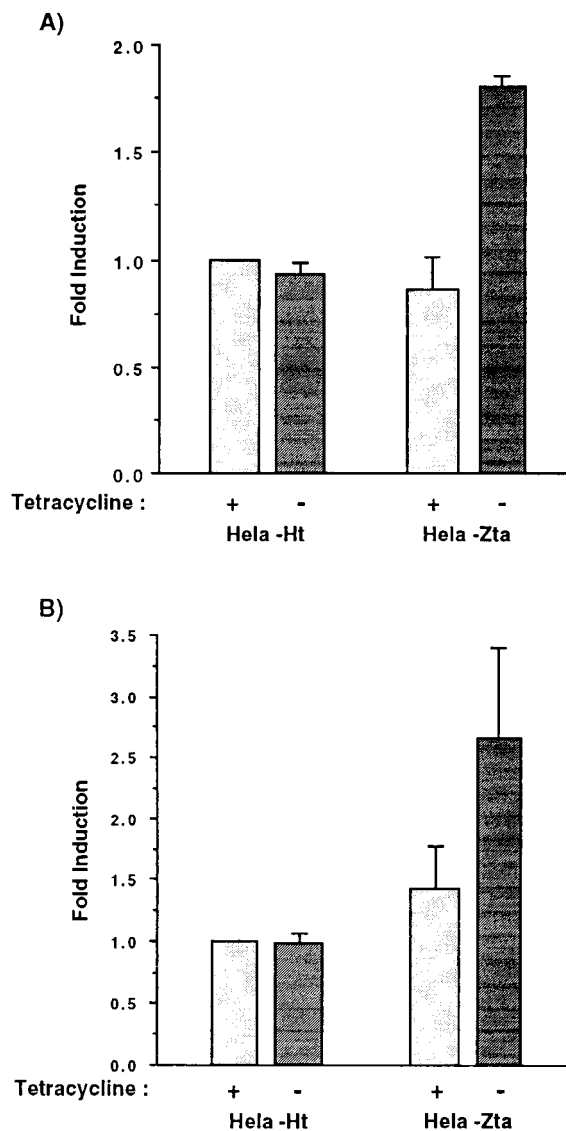 A)
2.0
1.5
1.0
0.5
0.0
Fold Induction
Tetracycline : + - + -
Hela -Ht Hela -Zta
B)
3.5
3.0
2.5
2.0
1.5
1.0
0.5
0.0
Fold Induction
Tetracycline : + - + -
Hela -Ht Hela -Zta